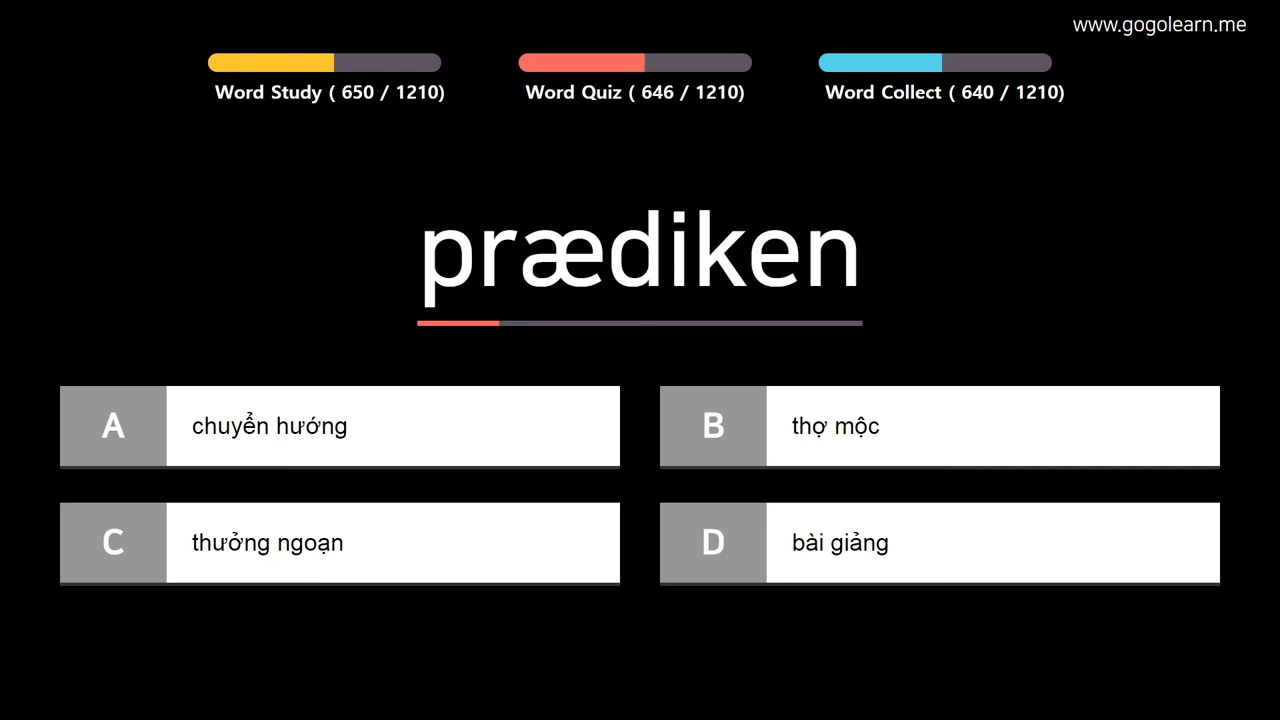 www.gogolearn.me
Word Study ( 650 / 1210)
Word Quiz ( 646 / 1210)
Word Collect ( 640 / 1210)
prædiken
A chuyển hướng
B thợ mộc
C thưởng ngoạn
D bài giảng